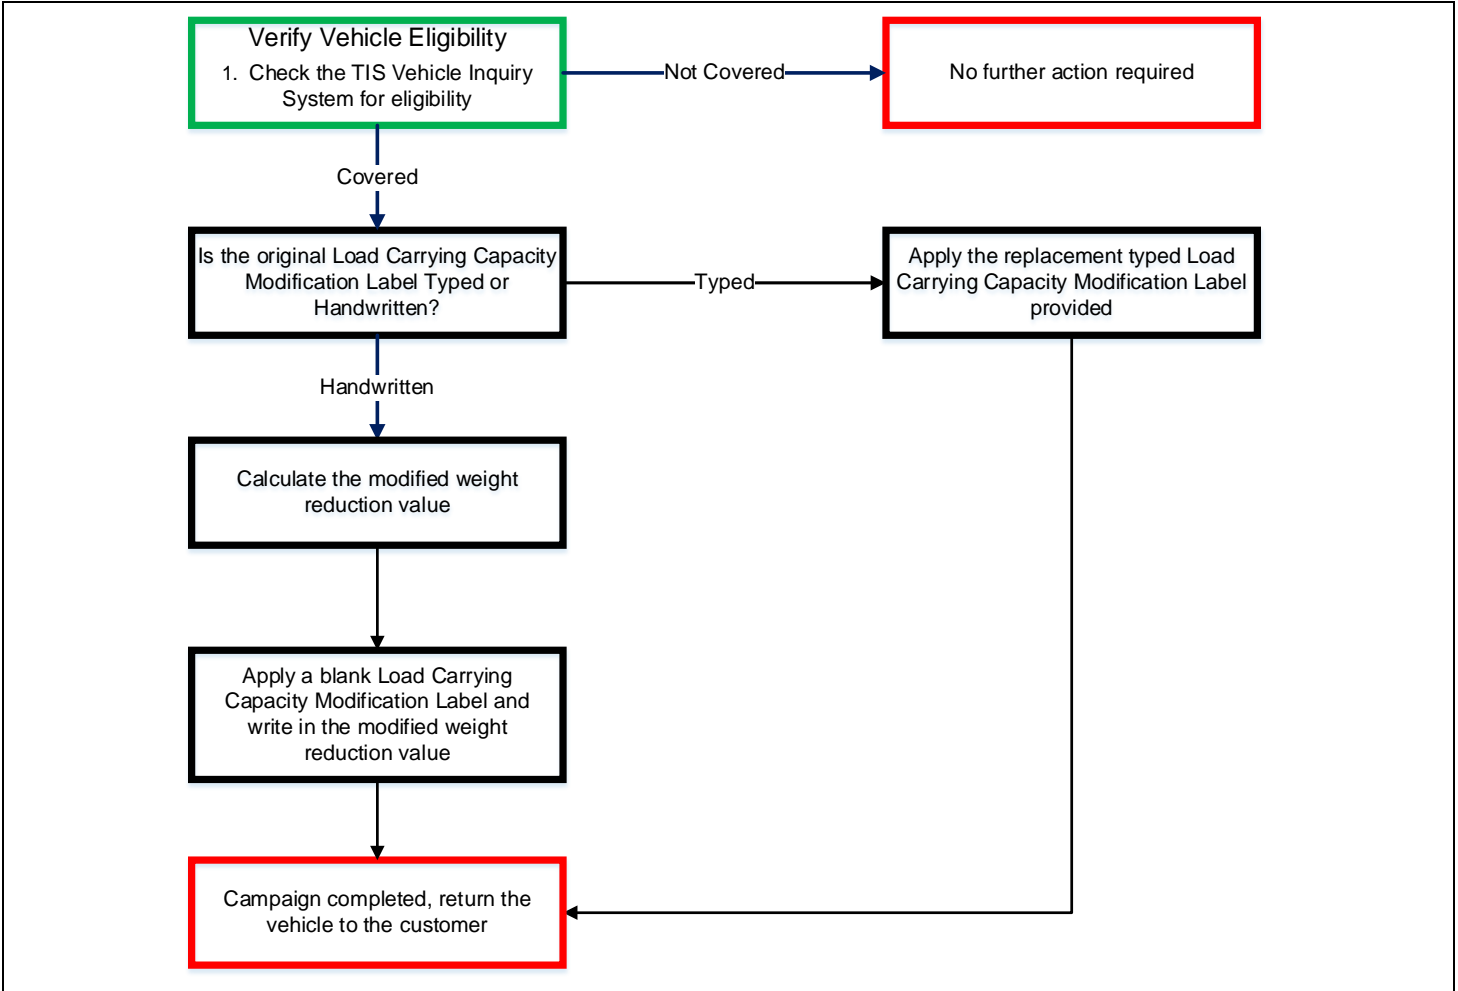 Verify Vehicle Eligibility
1. Check the TIS Vehicle Inquiry
System for eligibility
Not Covered
No further action required
Covered
Is the original Load Carrying Capacity
Modification Label Typed or
Handwritten?
Typed
Apply the replacement typed Load
Carrying Capacity Modification Label
provided
Handwritten
Calculate the modified weight
reduction value
Apply a blank Load Carrying
Capacity Modification Label and
write in the modified weight
reduction value
Campaign completed, return the
vehicle to the customer